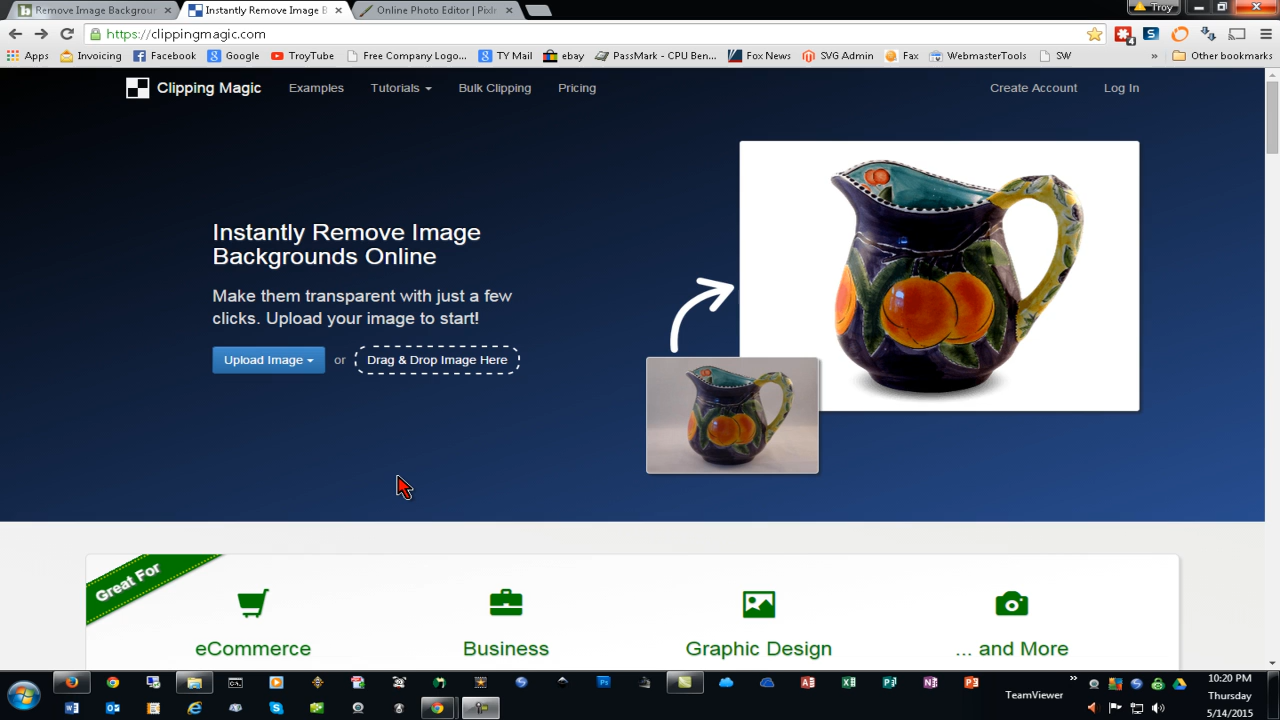 Remove Image Backgroun
Instantly Remove Image B
Online Photo Editor | Pixlr
Troy
https://clippingmagic.com
4
Apps
Invoicing
Facebook
Google
TroyTube
Free Company Logo...
TY Mail
ebay
PassMark - CPU Ben...
Fox News
SVG Admin
Fax
WebmasterTools
SW
»
Other bookmarks
Clipping Magic
Examples
Tutorials
Bulk Clipping
Pricing
Create Account
Log In
Instantly Remove Image
Backgrounds Online
Make them transparent with just a few
clicks. Upload your image to start!
Upload Image
or
Drag & Drop Image Here
Great For
eCommerce
Business
Graphic Design
... and More
TeamViewer
»
10:20 PM
Thursday
5/14/2015